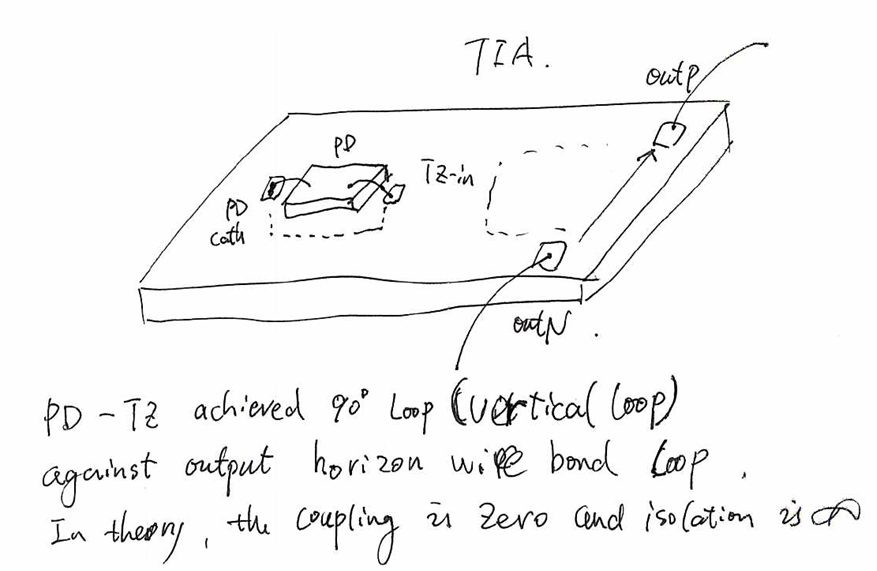 TIA.
outP
PD
TZ-in
PD
cath
outN.
PD-TZ achieved 90° Loop (vertical loop)
against output horizon wire bond loop.
In theory, the coupling is zero and isolation is ∞